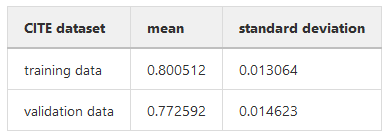 CITE dataset mean standard deviation
training data 0.800512 0.013064
validation data 0.772592 0.014623